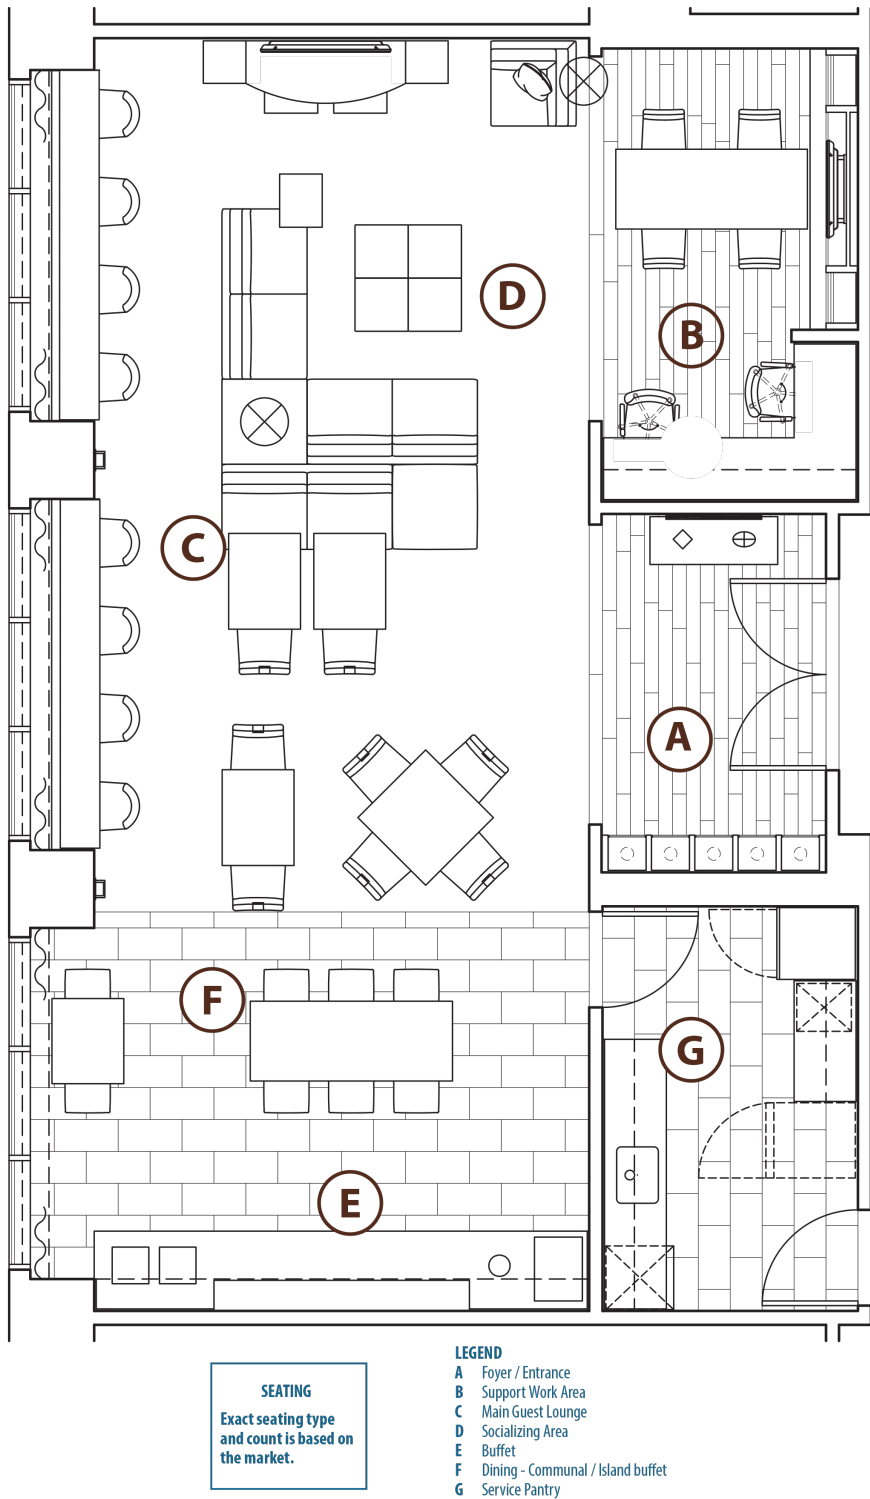 D
B
C
A
F
G
E
SEATING
Exact seating type
and count is based on
the market.
LEGEND
A Foyer / Entrance
B Support Work Area
C Main Guest Lounge
D Socializing Area
E Buffet
F Dining - Communal / Island buffet
G Service Pantry